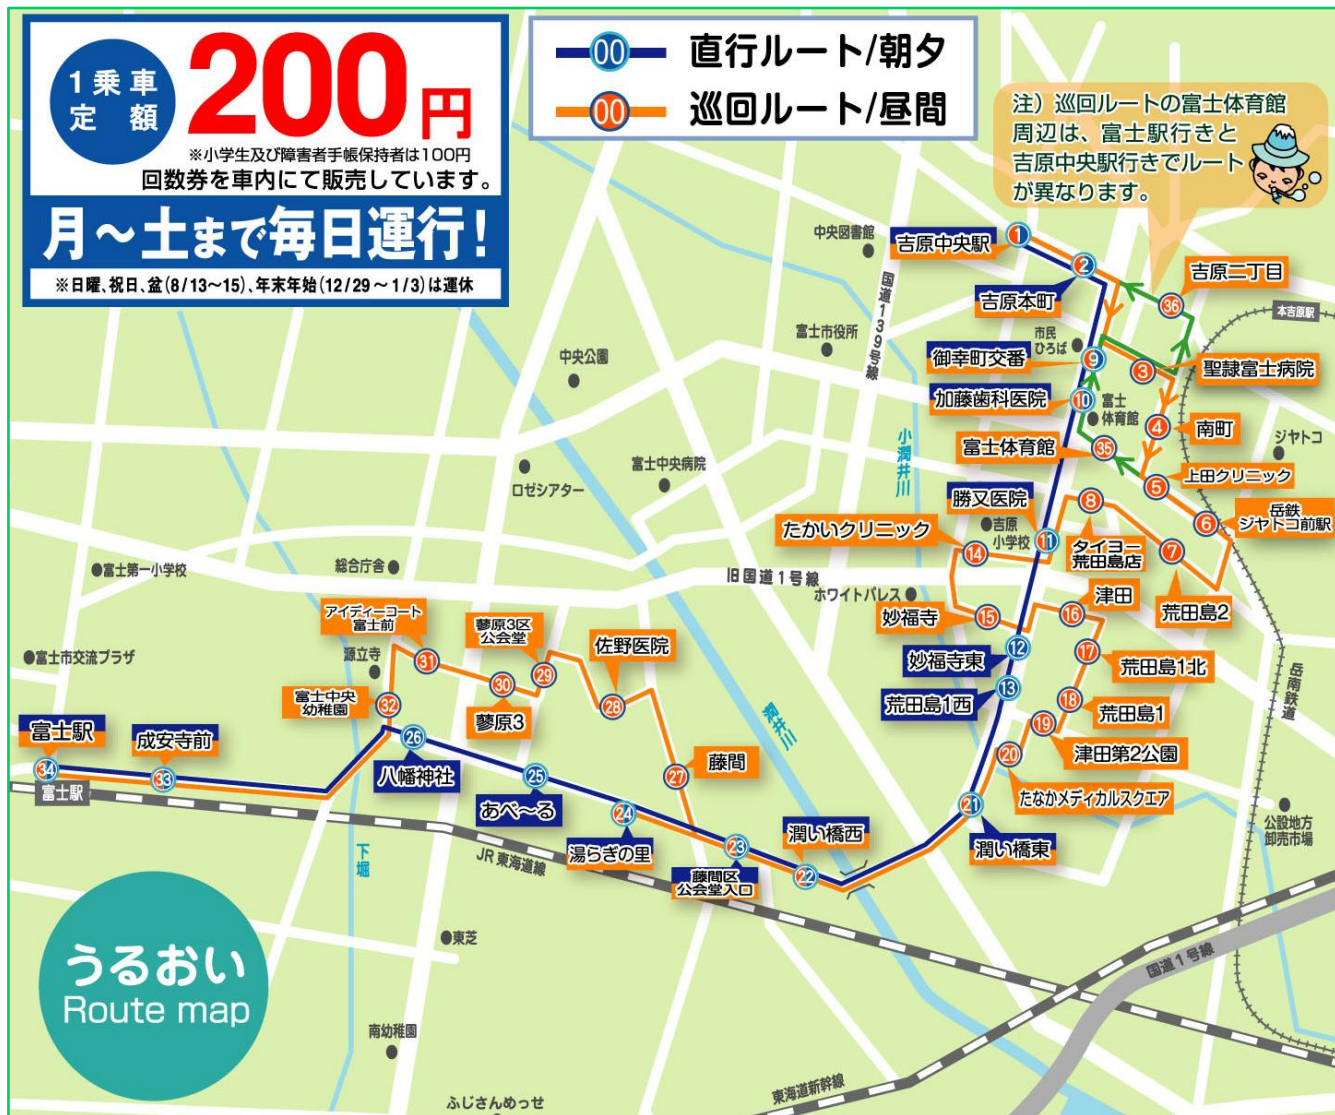 1乗車
定額
200円
※小学生及び障害者手帳保持者は100円
回数券を車内にて販売しています。
月～土まで毎日運行!
※日曜、祝日、盆(8/13～15)、年末年始(12/29～1/3)は運休
00 直行ルート/朝夕
00 巡回ルート/昼間
注）巡回ルートの富士体育館
周辺は、富士駅行きと
吉原中央駅行きでルート
が異なります。
中央図書館
吉原中央駅
1
2
吉原本町
国道139号線
吉原二丁目
36
本吉原駅
富士市役所
市民
ひろば
御幸町交番
9
3
聖隷富士病院
中央公園
加藤歯科医院
10
富士
体育館
4
南町
ジヤトコ
小潤井川
富士体育館
35
上田クリニック
5
富士中央病院
ロゼシアター
勝又医院
8
6
岳鉄
ジヤトコ前駅
たかいクリニック
吉原
小学校
11
タイヨー
荒田島店
7
14
荒田島2
富士第一小学校
総合庁舎
旧国道1号線
ホワイトパレス
津田
16
アイディーコート
富士前
蓼原3区
公会堂
佐野医院
妙福寺
15
富士市交流プラザ
源立寺
31
30
29
妙福寺東
12
17
荒田島1北
岳南鉄道
富士中央
幼稚園
32
蓼原3
28
荒田島1西
13
18
荒田島1
潤井川
19
津田第2公園
富士駅
成安寺前
26
八幡神社
20
たなかメディカルスクエア
34
33
富士駅
25
あべ～る
27
藤間
24
湯らぎの里
21
潤い橋東
公設地方
卸売市場
下堀
JR東海道線
23
藤間区
公会堂入口
潤い橋西
22
うるおい
Route map
東芝
国道1号線
南幼稚園
東海道新幹線
ふじさんめっせ